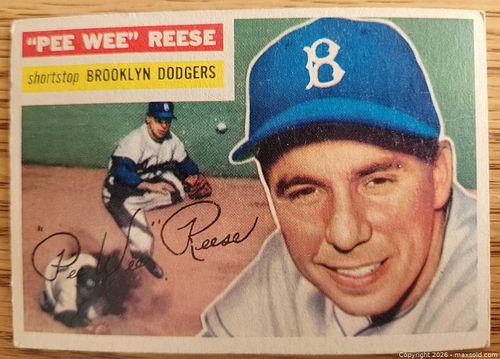 "PEE WEE" REESE
shortstop BROOKLYN DODGERS
B
"Pee Wee" Reese
Copyright 2026 - maxsold.com